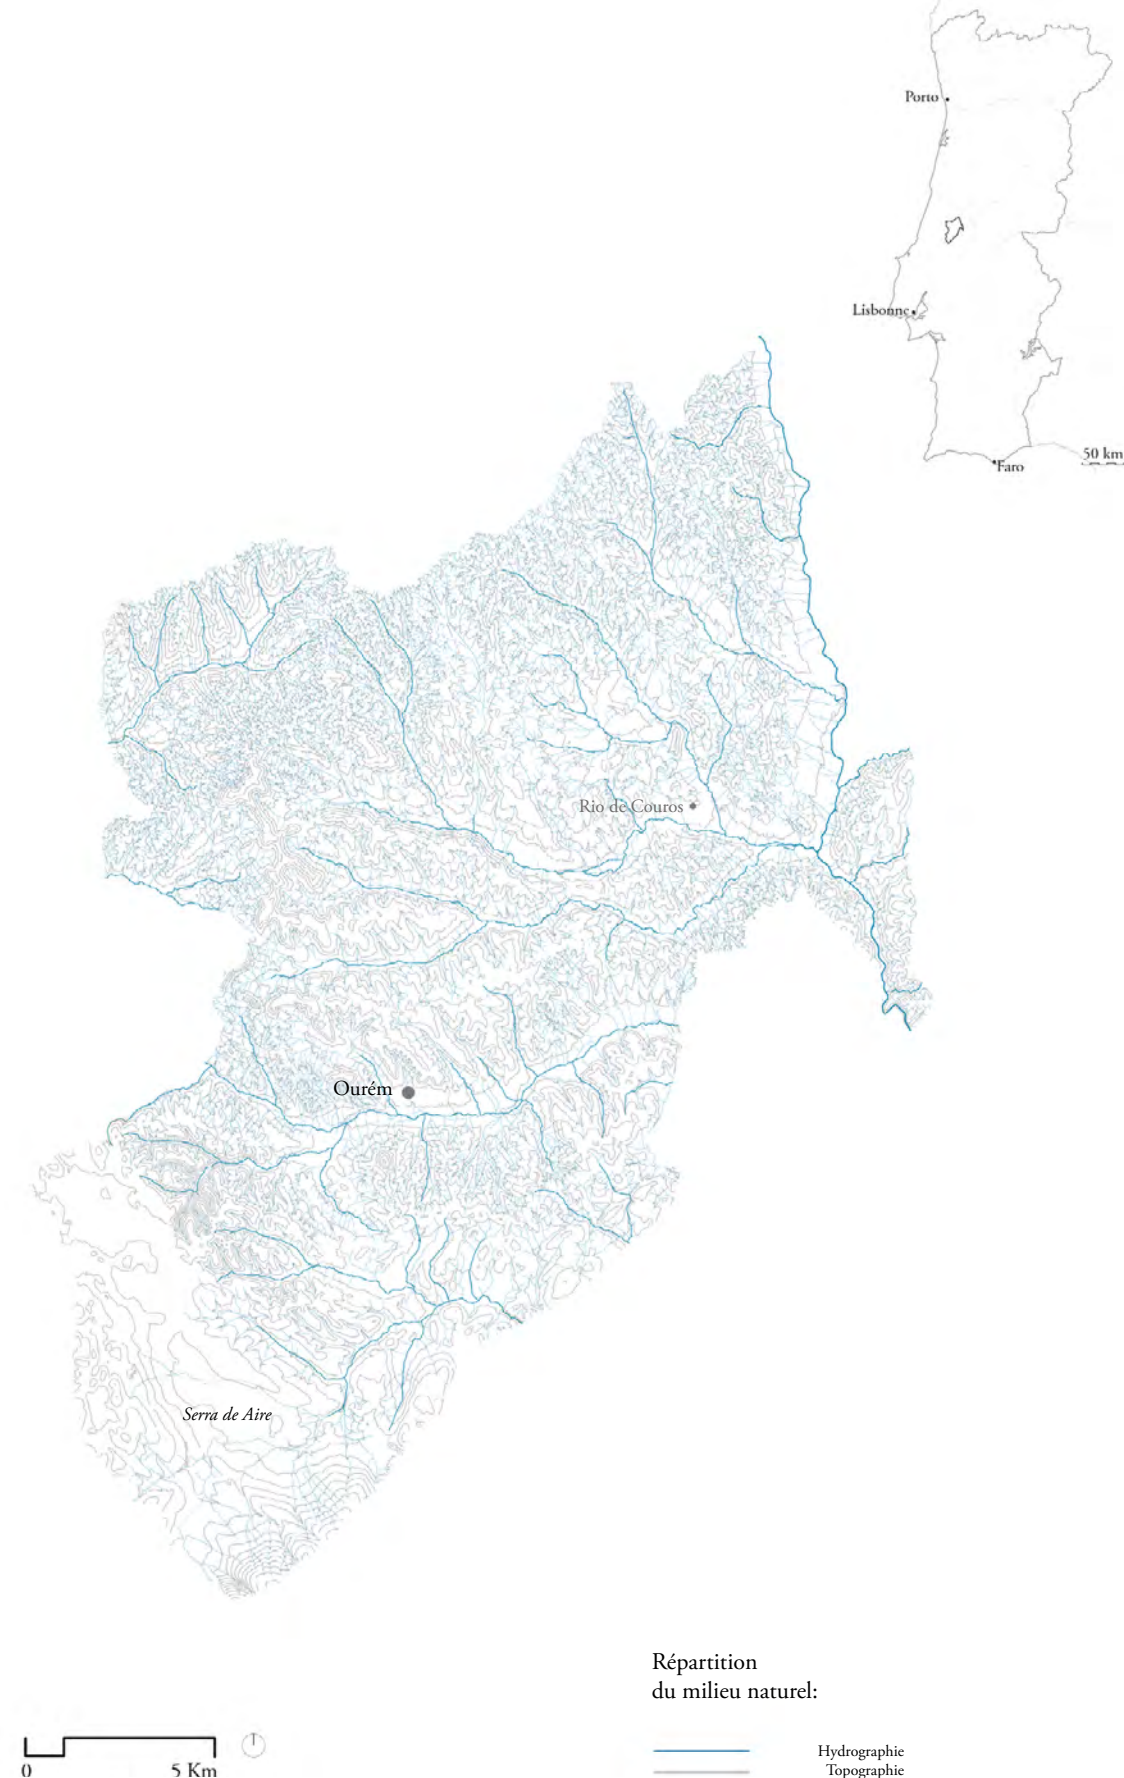 Porto
Lisbonne
Faro
50 km
Rio de Couros
Ourém
Serra de Aire
Répartition
du milieu naturel:
0
5 Km
Hydrographie
Topographie